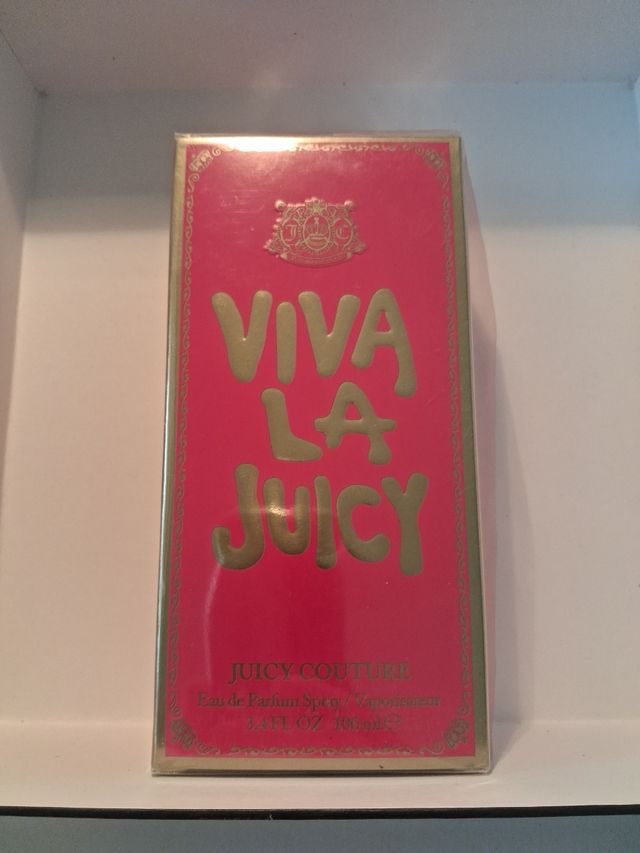 J C
VIVA
LA
JUICY
JUICY COUTURE
Eau de Parfum Spray / Vaporisateur
3.4 FL OZ 100 ml ℮